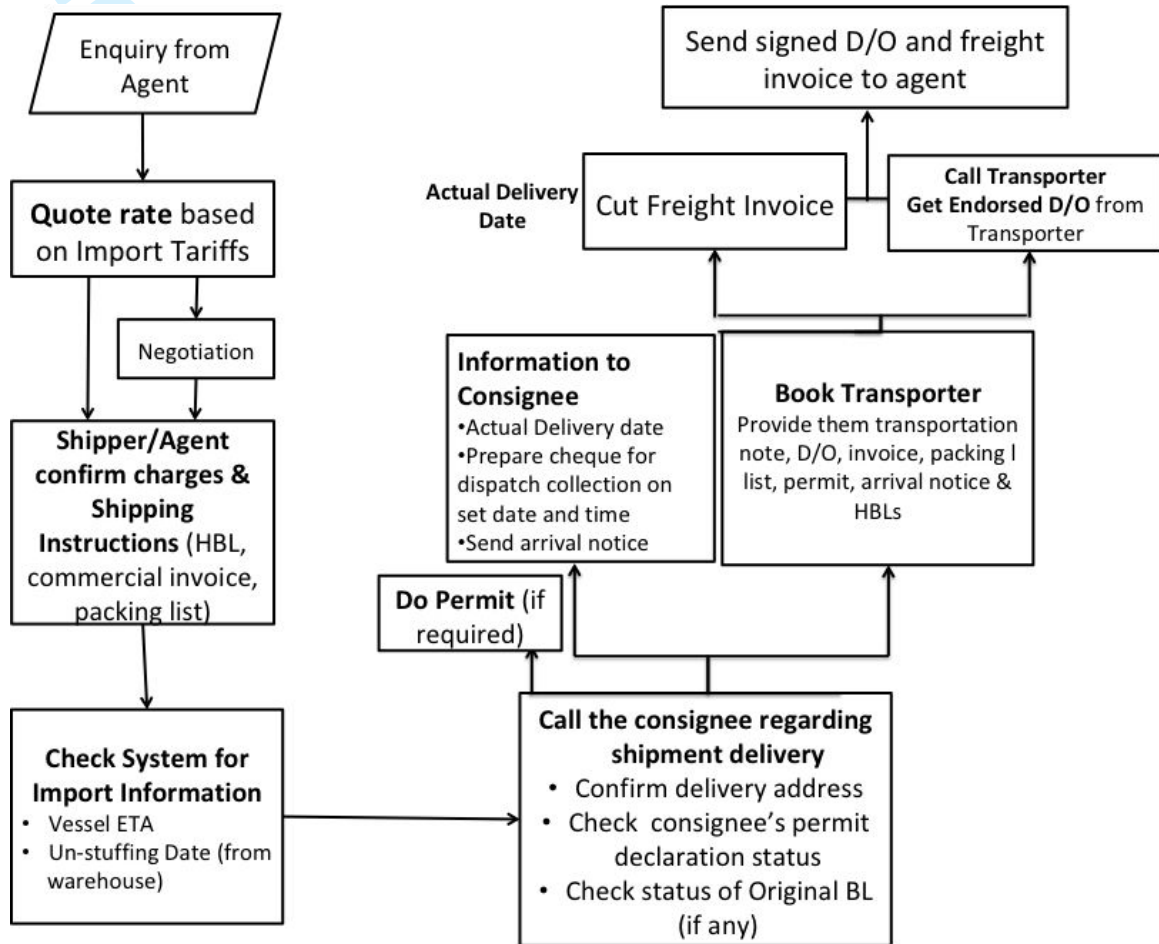 Enquiry from
Agent
Quote rate based
on Import Tariffs
Negotiation
Shipper/Agent
confirm charges &
Shipping
Instructions (HBL,
commercial invoice,
packing list)
Check System for
Import Information
• Vessel ETA
• Un-stuffing Date (from
warehouse)
Call the consignee regarding
shipment delivery
• Confirm delivery address
• Check consignee's permit
declaration status
• Check status of Original BL
(if any)
Do Permit (if
required)
Information to
Consignee
•Actual Delivery date
•Prepare cheque for
dispatch collection on
set date and time
•Send arrival notice
Book Transporter
Provide them transportation
note, D/O, invoice, packing l
list, permit, arrival notice &
HBLs
Actual Delivery
Date
Cut Freight Invoice
Call Transporter
Get Endorsed D/O from
Transporter
Send signed D/O and freight
invoice to agent